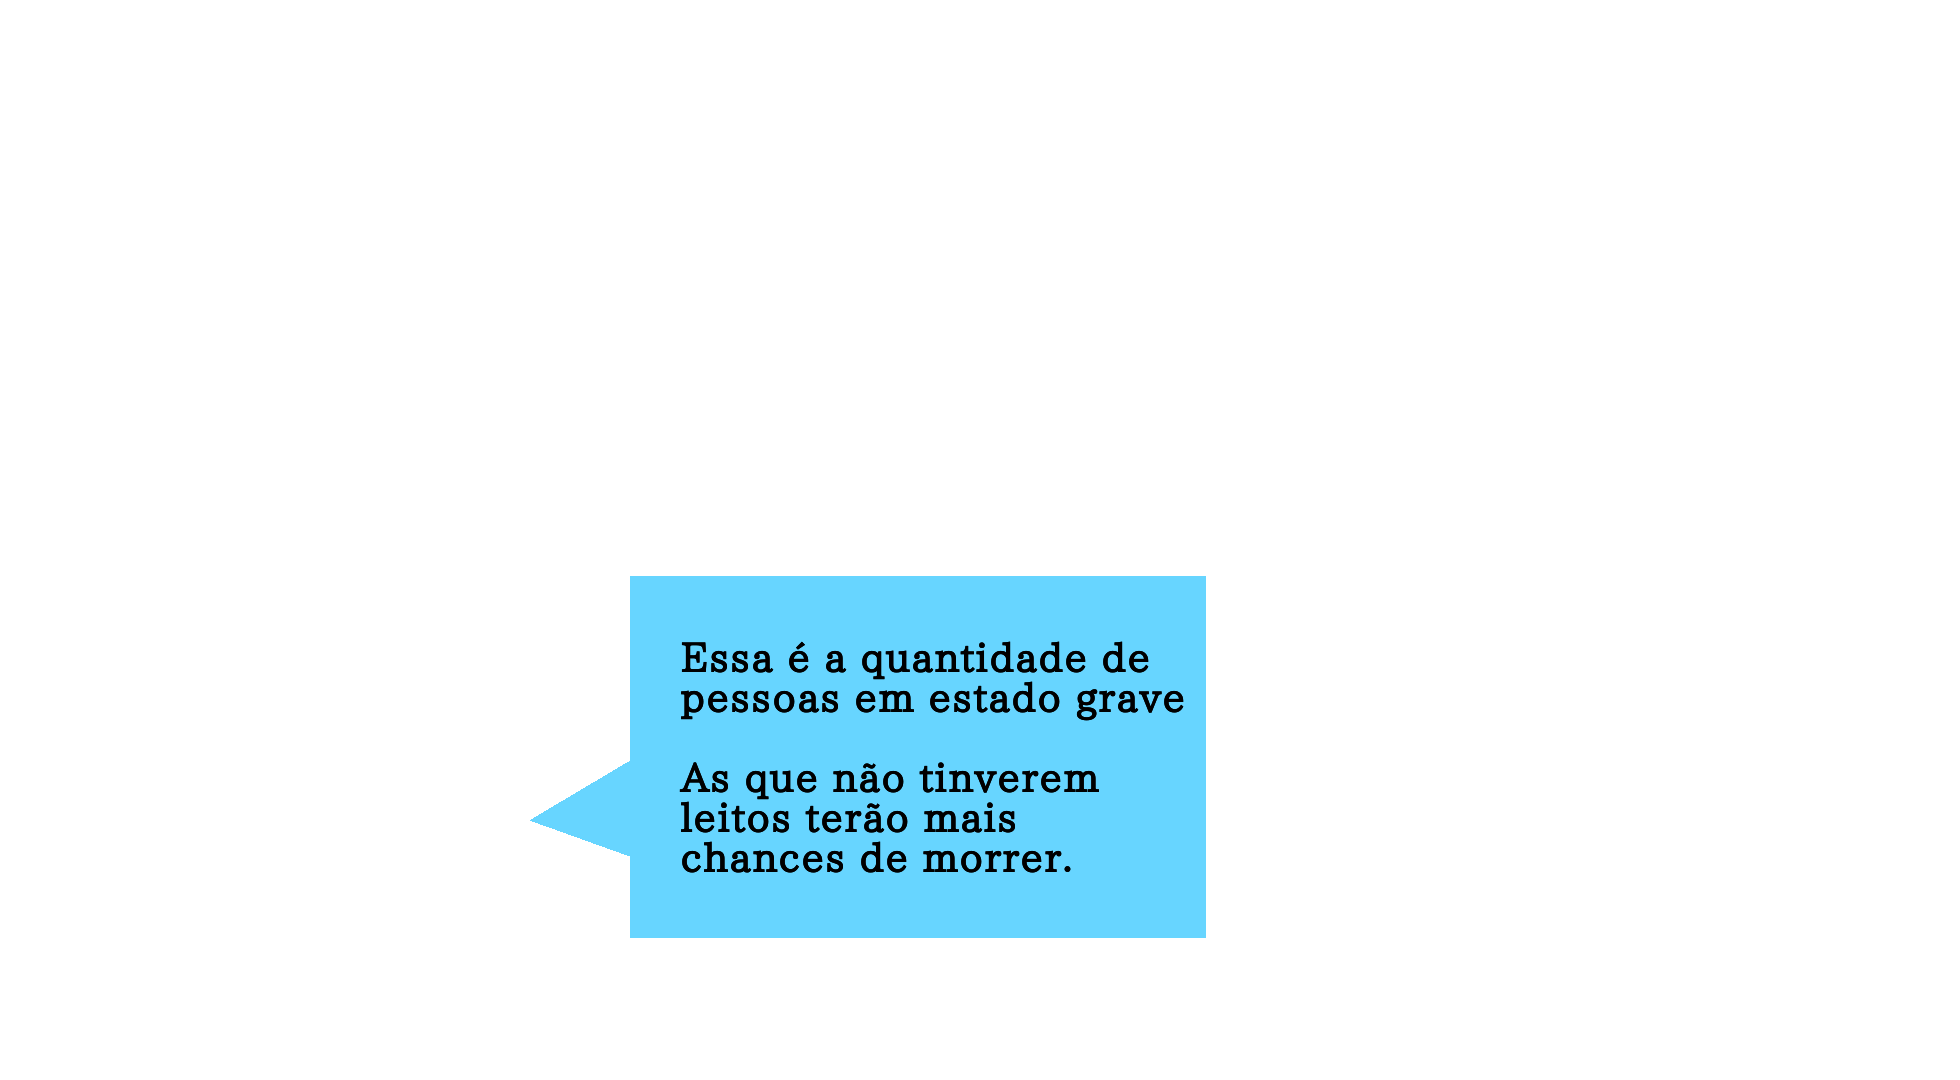 Essa é a quantidade de
pessoas em estado grave
As que não tinverem
leitos terão mais
chances de morrer.